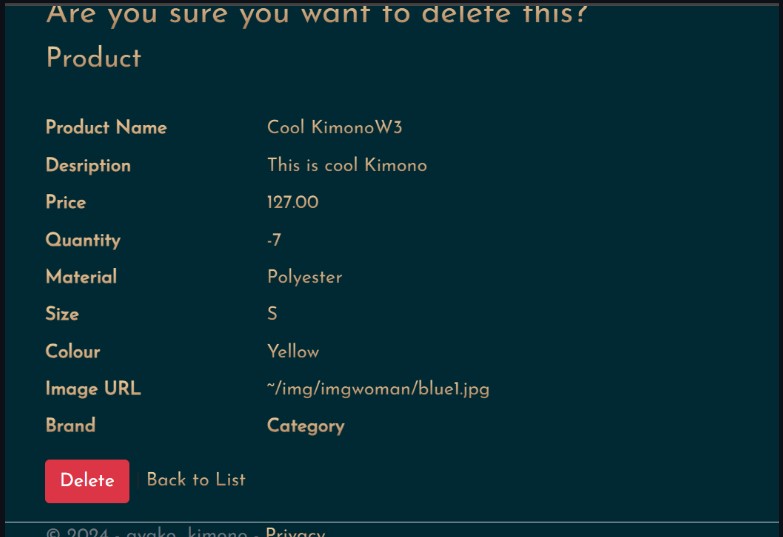 Are you sure you want to delete this?
Product
Product Name Cool KimonoW3
Desription This is cool Kimono
Price 127.00
Quantity -7
Material Polyester
Size S
Colour Yellow
Image URL ~/img/imgwoman/blue1.jpg
Brand Category
Delete Back to List
© 2024 - ayako_kimono - Privacy